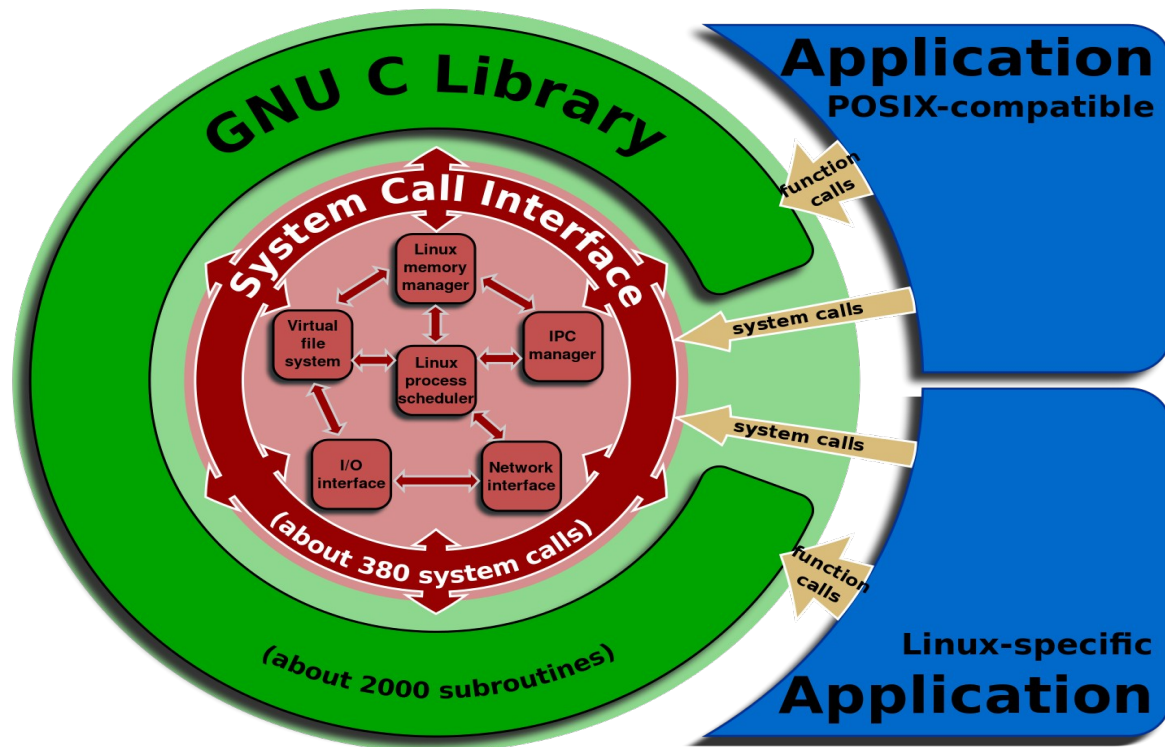 GNU C Library
System Call Interface
Linux
memory
manager
Virtual
file
system
IPC
manager
Linux
process
scheduler
I/O
interface
Network
interface
(about 380 system calls)
(about 2000 subroutines)
Application
POSIX-compatible
function
calls
system calls
system calls
function
calls
Linux-specific
Application